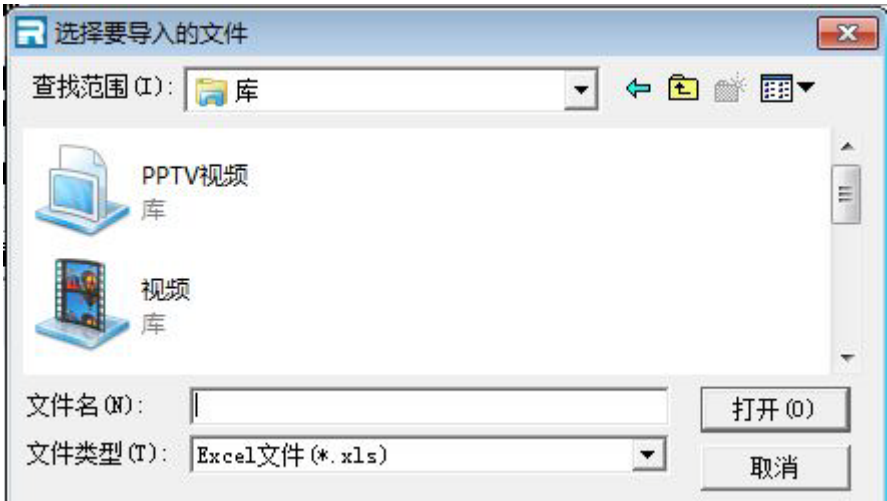 选择要导入的文件
查找范围(I): 库
PPTV视频
库
视频
库
文件名(N):
打开(O)
文件类型(T): Excel文件(*.xls)
取消